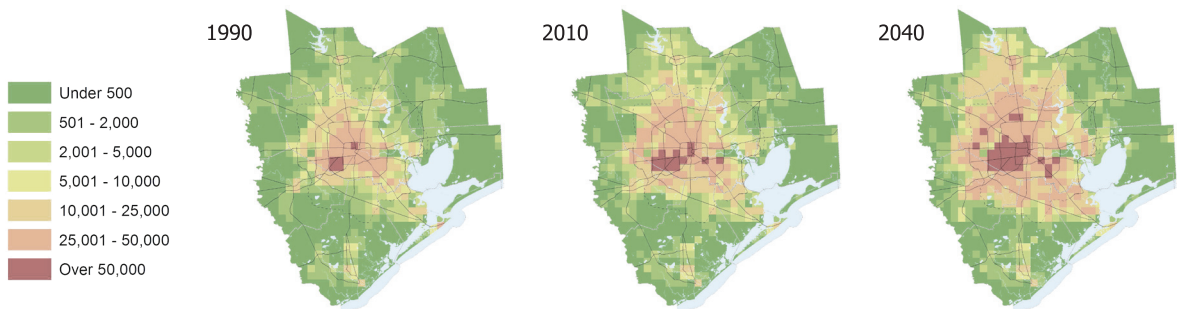 1990
2010
2040
Under 500
501 - 2,000
2,001 - 5,000
5,001 - 10,000
10,001 - 25,000
25,001 - 50,000
Over 50,000